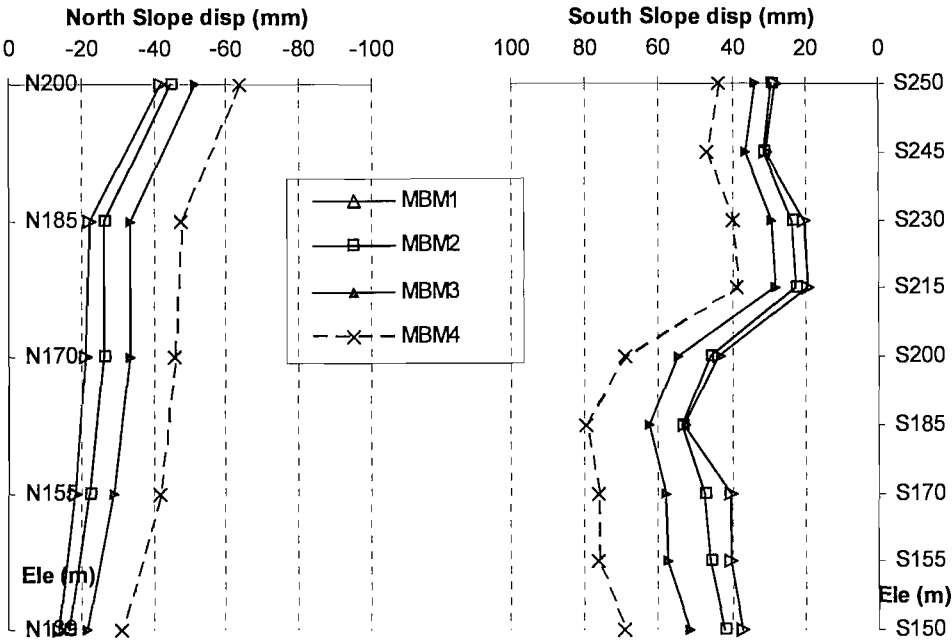 North Slope disp (mm)
0 -20 -40 -60 -80 -100
N200
N185
N170
N155
Ele (m)
South Slope disp (mm)
100 80 60 40 20 0
S250
S245
S230
S215
S200
S185
S170
S155
Ele (m)
S150
MBM1
MBM2
MBM3
MBM4